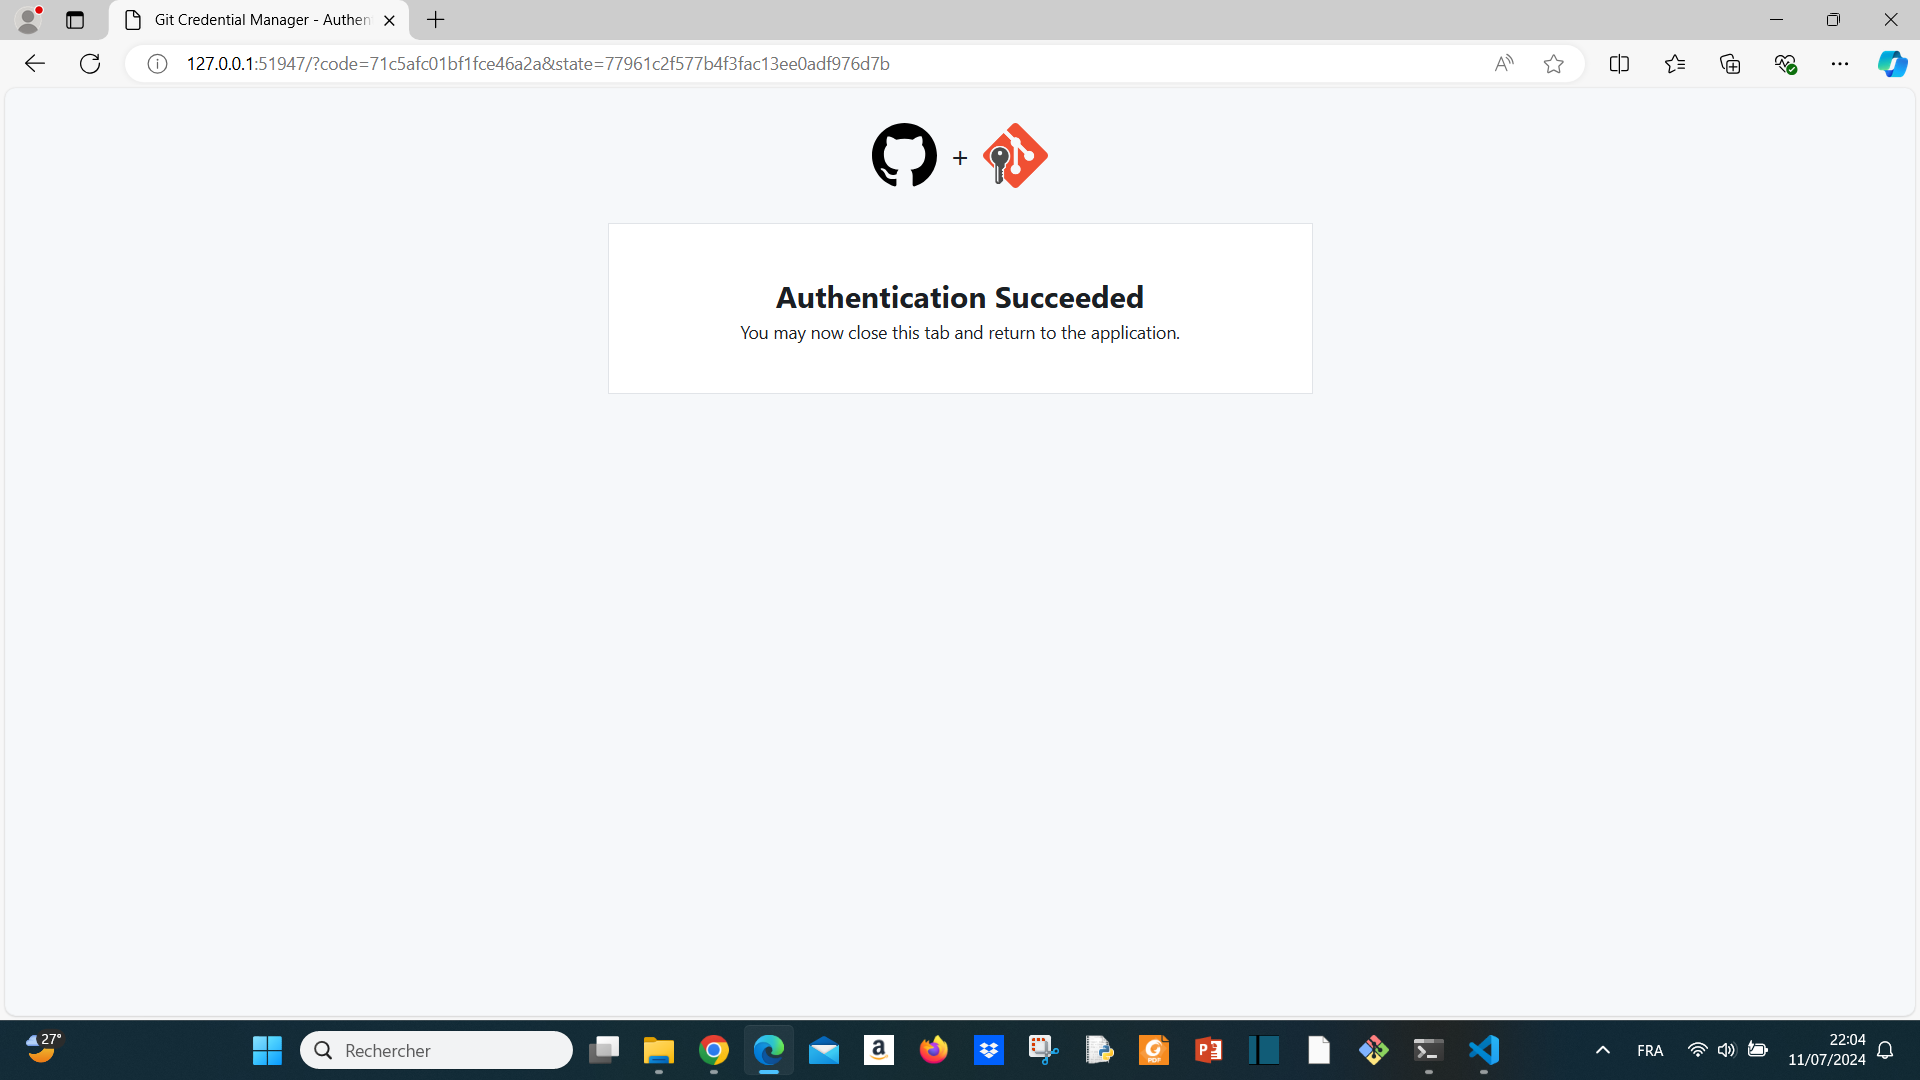 Git Credential Manager - Authen
127.0.0.1:51947/?code=71c5afc01bf1fce46a2a&state=77961c2f577b4f3fac13ee0adf976d7b
+
Authentication Succeeded
You may now close this tab and return to the application.
27°
Rechercher
FRA
22:04
11/07/2024